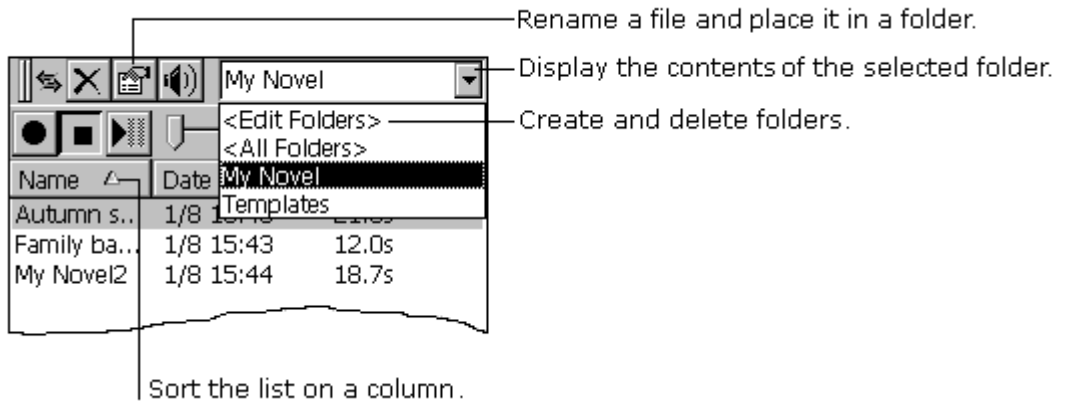 Rename a file and place it in a folder.
My Novel
Display the contents of the selected folder.
<Edit Folders>
Create and delete folders.
<All Folders>
My Novel
Name Date
Templates
Autumn s.. 1/8
Family ba... 1/8 15:43 12.0s
My Novel2 1/8 15:44 18.7s
Sort the list on a column.